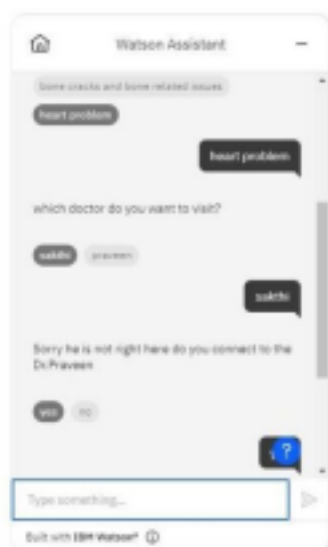 Watson Assistant
bone cracks and bone related issues
heart problem
heart problem
which doctor do you want to visit?
sakthi praveen
sakthi
Sorry he is not right here do you connect to the
Dr.Praveen
yes no
?
Type something...
Built with IBM Watson®